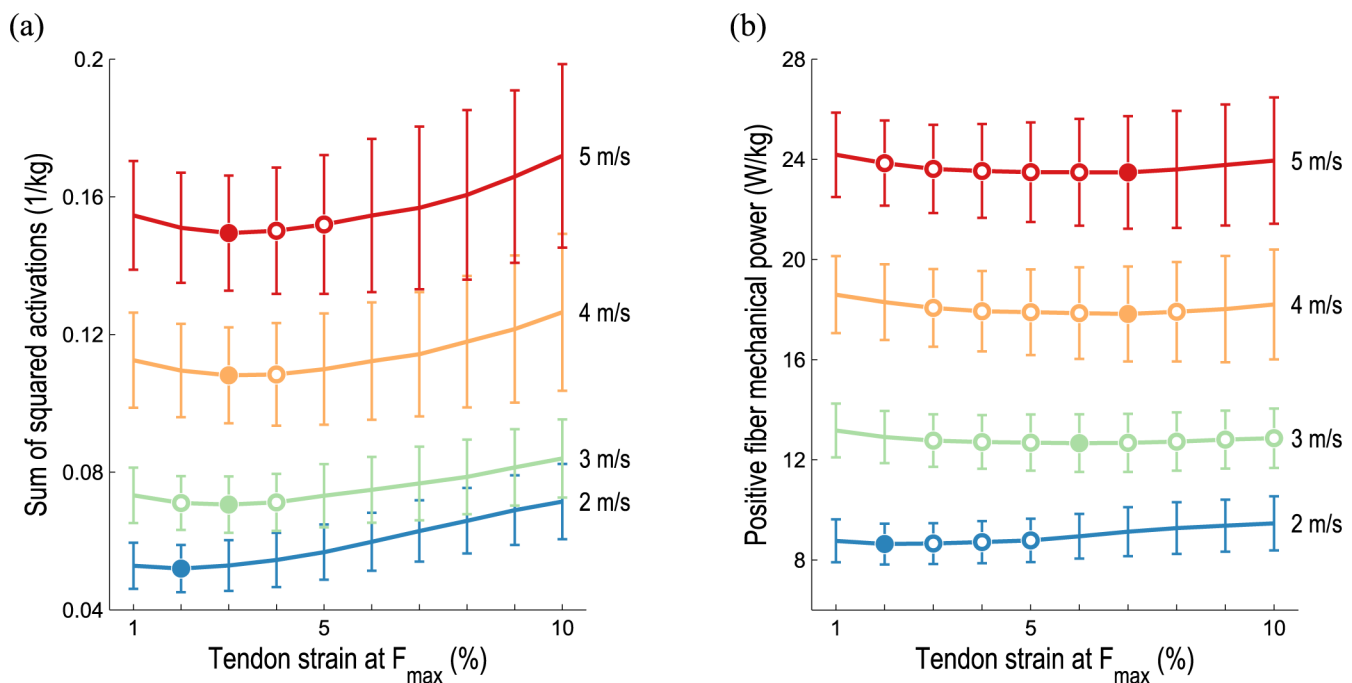 (a)
Sum of squared activations (1/kg)
0.2
0.16
0.12
0.08
0.04
5 m/s
4 m/s
3 m/s
2 m/s
1 5 10
Tendon strain at Fmax (%)
(b)
Positive fiber mechanical power (W/kg)
28
24
20
16
12
8
5 m/s
4 m/s
3 m/s
2 m/s
1 5 10
Tendon strain at Fmax (%)